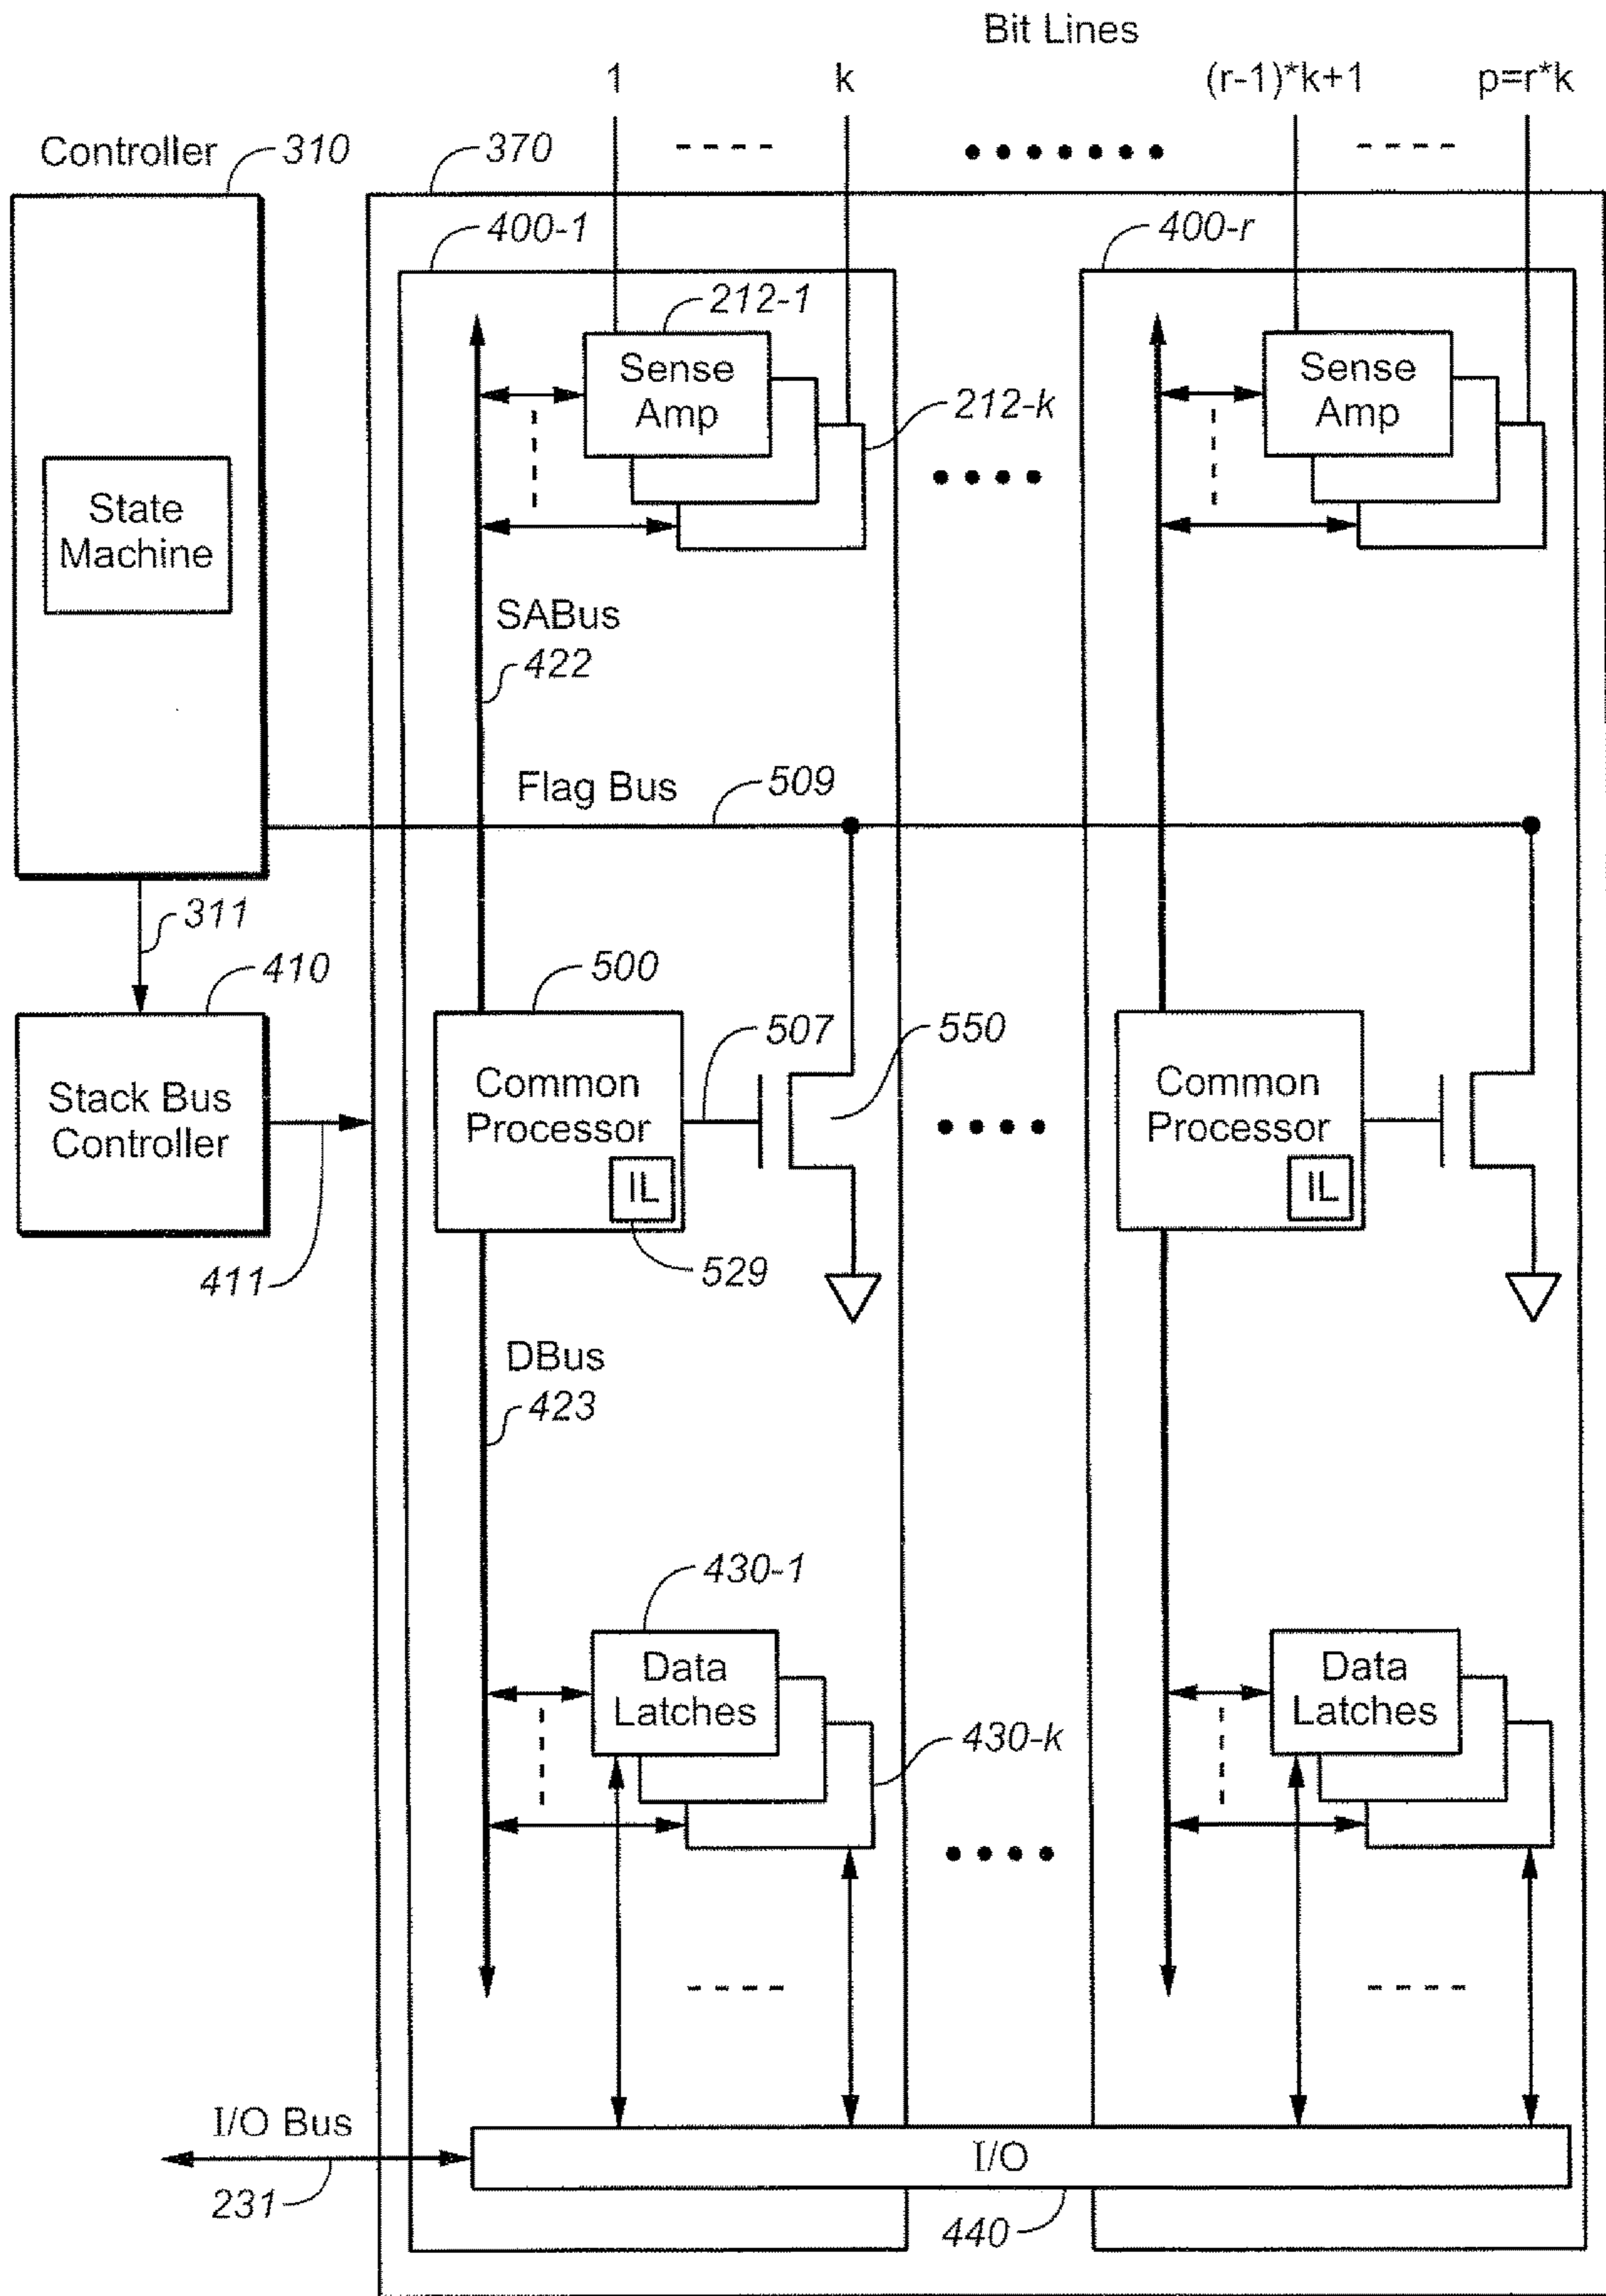 Bit Lines
1
k
(r-1)*k+1
p=r*k
Controller
310
370
400-1
400-r
212-1
Sense
Amp
Sense
Amp
212-k
State
Machine
SABus
422
Flag Bus
509
311
410
500
507
550
Stack Bus
Controller
Common
Processor
IL
Common
Processor
IL
411
529
DBus
423
430-1
Data
Latches
Data
Latches
430-k
I/O Bus
I/O
231
440